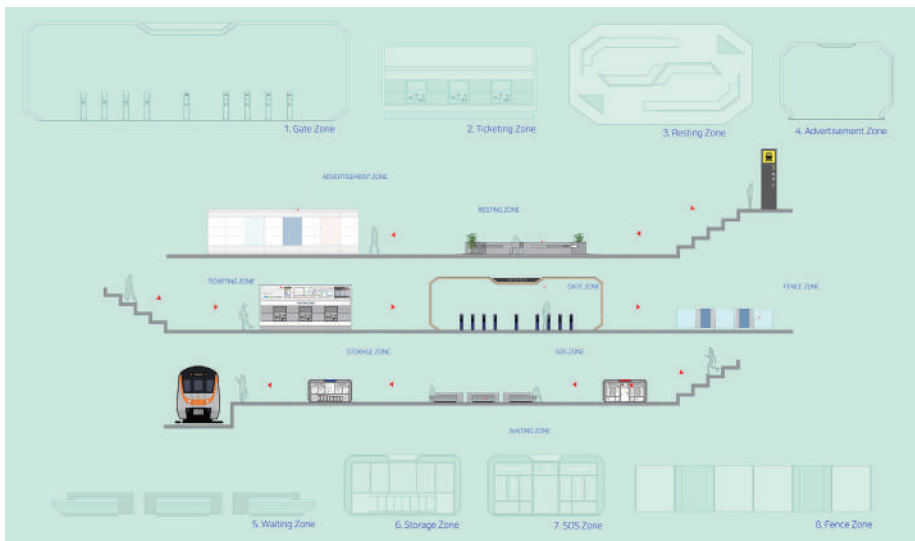 1. Gate Zone
2. Ticketing Zone
3. Resting Zone
4. Advertisement Zone
ADVERTISEMENT ZONE
RESTING ZONE
TICKETING ZONE
GATE ZONE
FENCE ZONE
STORAGE ZONE
SOS ZONE
WAITING ZONE
5. Waiting Zone
6. Storage Zone
7. SOS Zone
8. Fence Zone